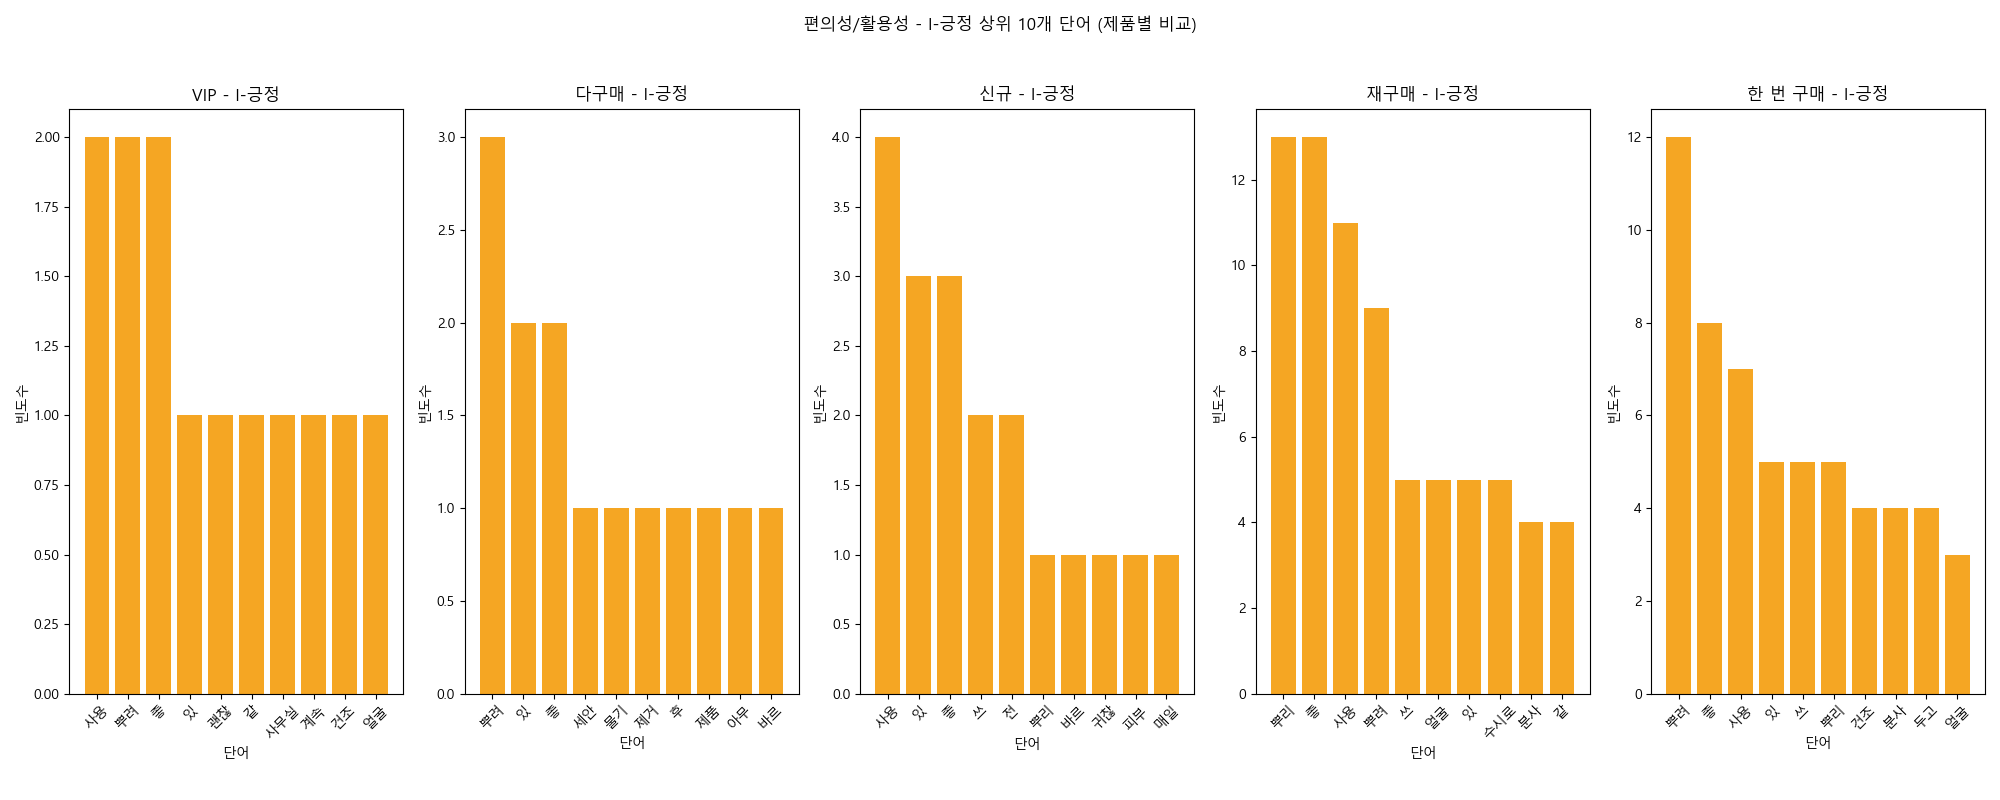 편의성/활용성 - I-긍정 상위 10개 단어 (제품별 비교)
VIP - I-긍정
빈도수
2.00
1.75
1.50
1.25
1.00
0.75
0.50
0.25
0.00
사용
뿌려
좋
있
괜찮
같
사무실
계속
건조
얼굴
단어
다구매 - I-긍정
빈도수
3.0
2.5
2.0
1.5
1.0
0.5
0.0
뿌려
있
좋
세안
물기
제거
후
제품
아무
바르
단어
신규 - I-긍정
빈도수
4.0
3.5
3.0
2.5
2.0
1.5
1.0
0.5
0.0
사용
있
좋
쓰
전
뿌리
바르
귀찮
피부
매일
단어
재구매 - I-긍정
빈도수
12
10
8
6
4
2
0
뿌리
좋
사용
뿌려
쓰
얼굴
있
수시로
분사
같
단어
한 번 구매 - I-긍정
빈도수
12
10
8
6
4
2
0
뿌려
좋
사용
있
쓰
뿌리
건조
분사
두고
얼굴
단어